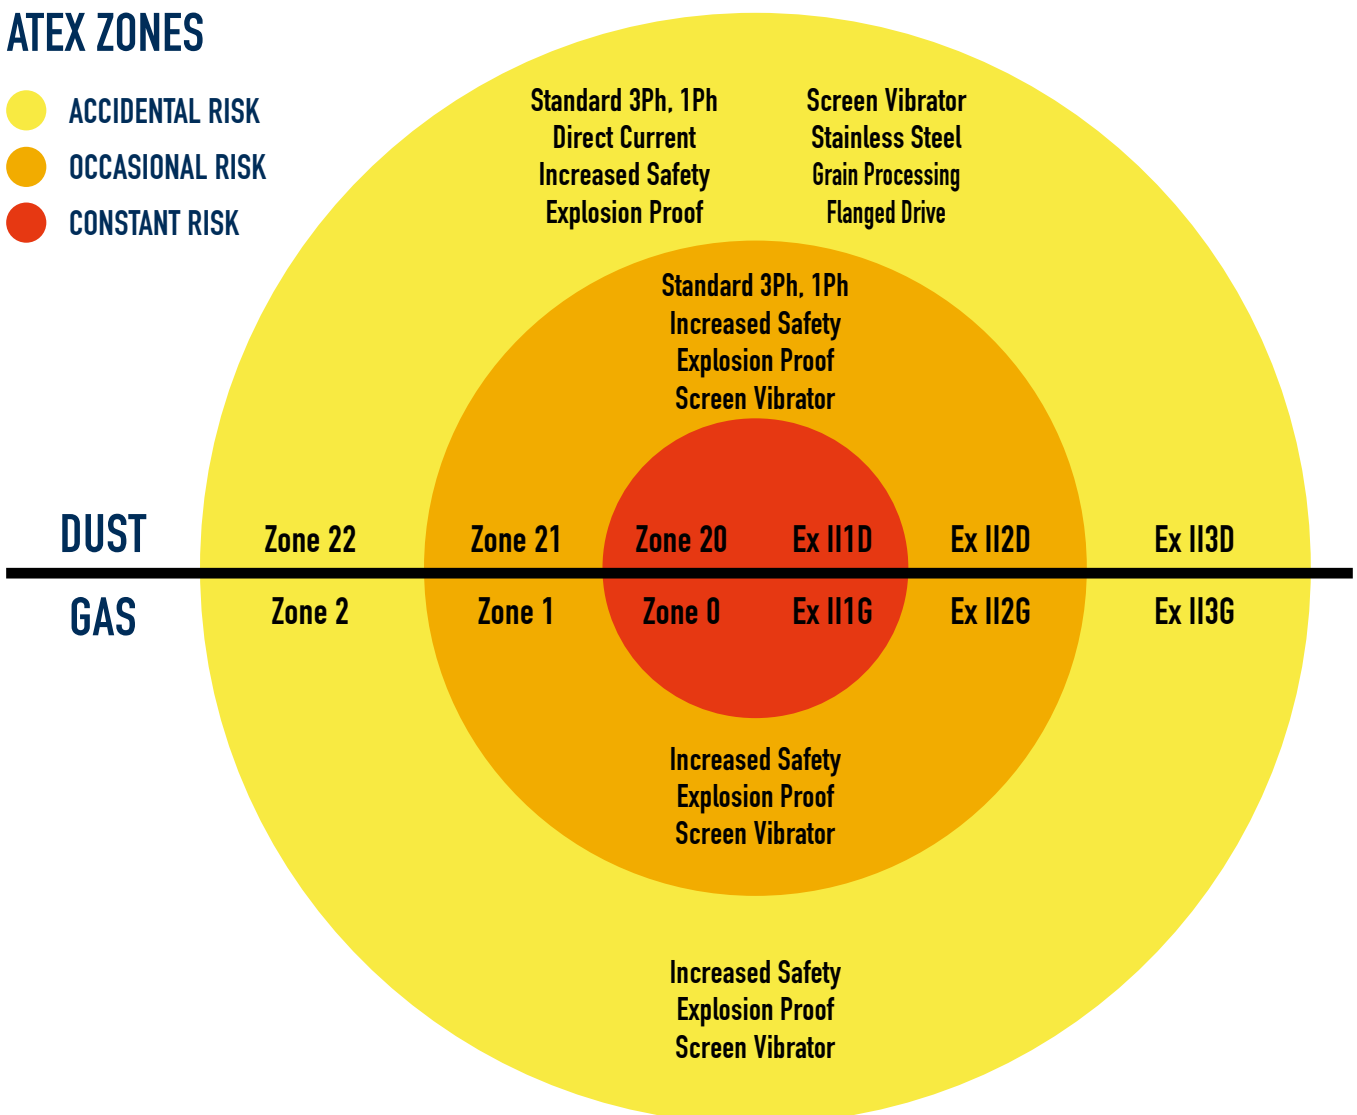 ATEX ZONES
ACCIDENTAL RISK
OCCASIONAL RISK
CONSTANT RISK
Standard 3Ph, 1Ph
Direct Current
Increased Safety
Explosion Proof
Screen Vibrator
Stainless Steel
Grain Processing
Flanged Drive
Standard 3Ph, 1Ph
Increased Safety
Explosion Proof
Screen Vibrator
DUST Zone 22 Zone 21 Zone 20 Ex II1D Ex II2D Ex II3D
GAS Zone 2 Zone 1 Zone 0 Ex II1G Ex II2G Ex II3G
Increased Safety
Explosion Proof
Screen Vibrator
Increased Safety
Explosion Proof
Screen Vibrator